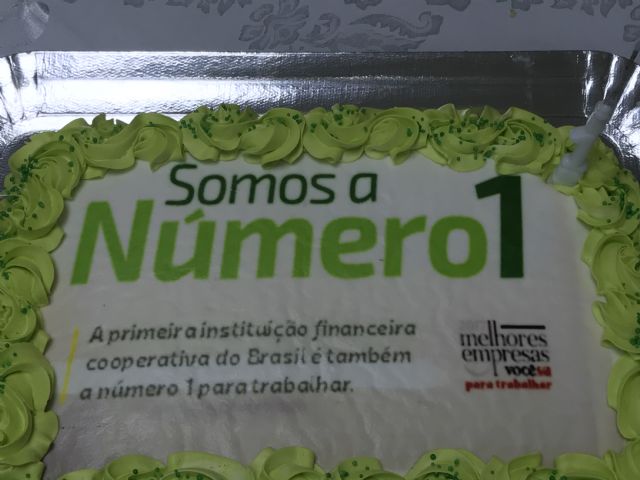 Somos a
Número 1
A primeira instituição financeira
cooperativa do Brasil é também
a número 1 para trabalhar.
melhores
empresas
você s/a
para trabalhar